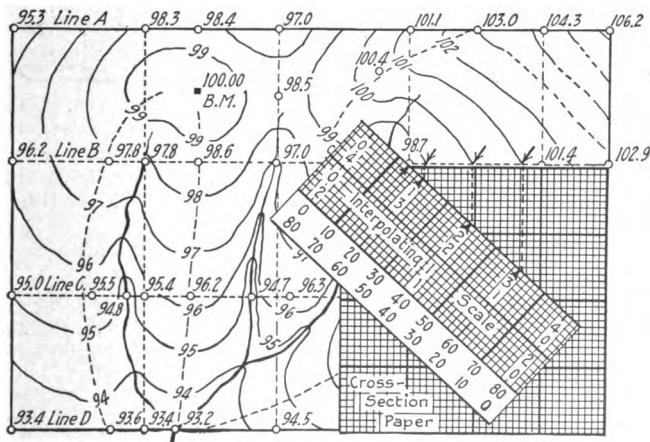 95.3 Line A 98.3 98.4 97.0 101.1 103.0 104.3 106.2
99 102
101
100.4
100.00
B.M. 98.5
100
99
99 99
98.7
96.2 Line B 97.8 97.8 98.6 97.0 101.4 102.9
98
97
97 97
96
95.0 Line C 95.5 95.4 96.2 94.7 96.3
94.8 96 96
95 95 95
94 94 94
93.4 Line D 93.6 93.4 93.2 94.5
Interpolating
Scale
0 10 20 30 40 50 60 70 80
80 70 60 50 40 30 20 10 0
Cross-
Section
Paper